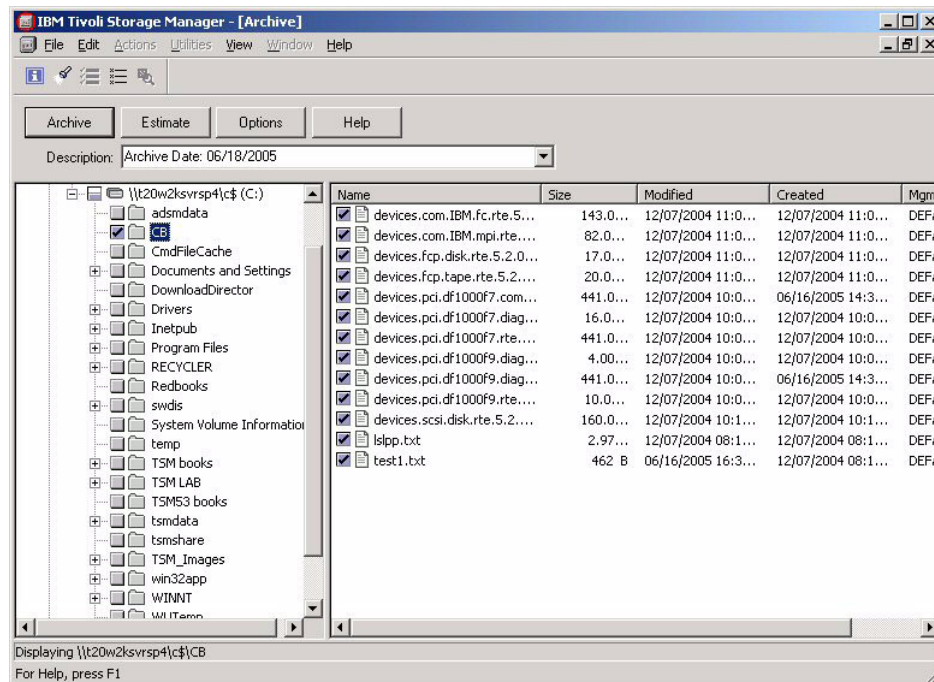 IBM Tivoli Storage Manager - [Archive]
File Edit Actions Utilities View Window Help
Archive Estimate Options Help
Description: Archive Date: 06/18/2005
\\t20w2ksvrsp4\c$ (C:)
adsmdata
CB
CmdFileCache
Documents and Settings
DownloadDirector
Drivers
Inetpub
Program Files
RECYCLER
Redbooks
swdis
System Volume Information
temp
TSM books
TSM LAB
TSM53 books
tsmdata
tsmshare
TSM_Images
win32app
WINNT
WUTemp
Name Size Modified Created Mgm
devices.com.IBM.fc.rte.5... 143.0... 12/07/2004 11:0... 12/07/2004 11:0... DEF
devices.com.IBM.mpi.rte.... 82.0... 12/07/2004 11:0... 12/07/2004 11:0... DEF
devices.fcp.disk.rte.5.2.0... 17.0... 12/07/2004 11:0... 12/07/2004 11:0... DEF
devices.fcp.tape.rte.5.2.... 20.0... 12/07/2004 11:0... 12/07/2004 11:0... DEF
devices.pci.df1000f7.com... 441.0... 12/07/2004 10:0... 06/16/2005 14:3... DEF
devices.pci.df1000f7.diag... 16.0... 12/07/2004 10:0... 12/07/2004 10:0... DEF
devices.pci.df1000f7.rte... 441.0... 12/07/2004 10:0... 12/07/2004 10:0... DEF
devices.pci.df1000f9.diag... 4.00... 12/07/2004 10:0... 12/07/2004 10:0... DEF
devices.pci.df1000f9.diag... 441.0... 12/07/2004 10:0... 06/16/2005 14:3... DEF
devices.pci.df1000f9.rte.... 10.0... 12/07/2004 10:0... 12/07/2004 10:0... DEF
devices.scsi.disk.rte.5.2.... 160.0... 12/07/2004 10:1... 12/07/2004 10:1... DEF
lslpp.txt 2.97... 12/07/2004 08:1... 12/07/2004 08:1... DEF
test1.txt 462 B 06/16/2005 16:3... 12/07/2004 08:1... DEF
Displaying \\t20w2ksvrsp4\c$\CB
For Help, press F1